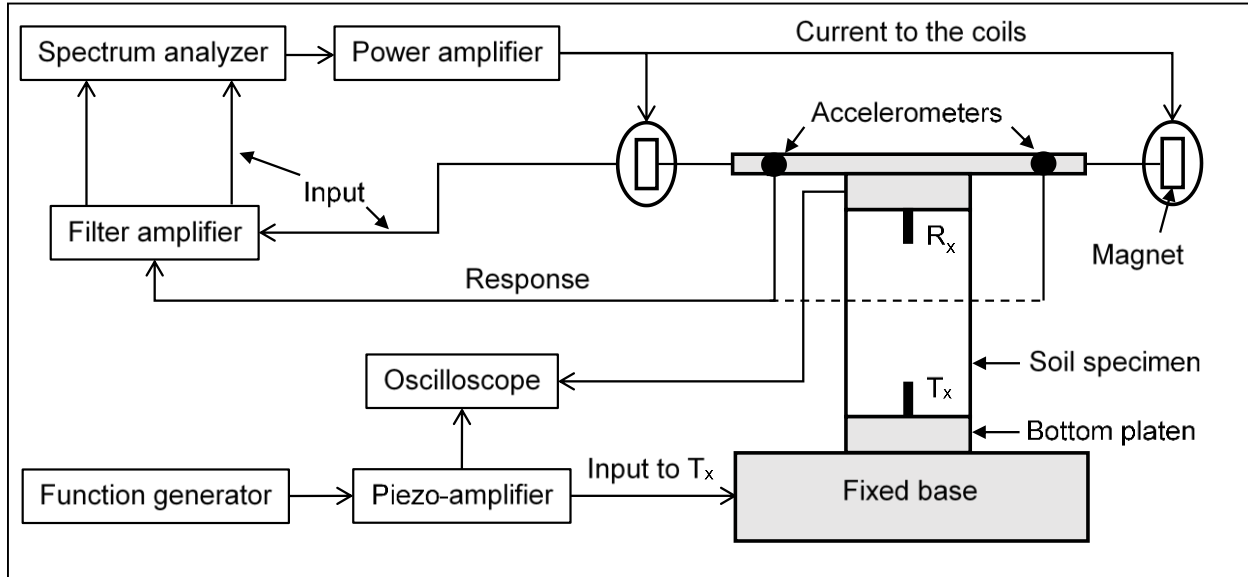 Spectrum analyzer
Power amplifier
Current to the coils
Accelerometers
Input
Filter amplifier
Rₓ
Magnet
Response
Oscilloscope
Soil specimen
Tₓ
Bottom platen
Function generator
Piezo-amplifier
Input to Tₓ
Fixed base